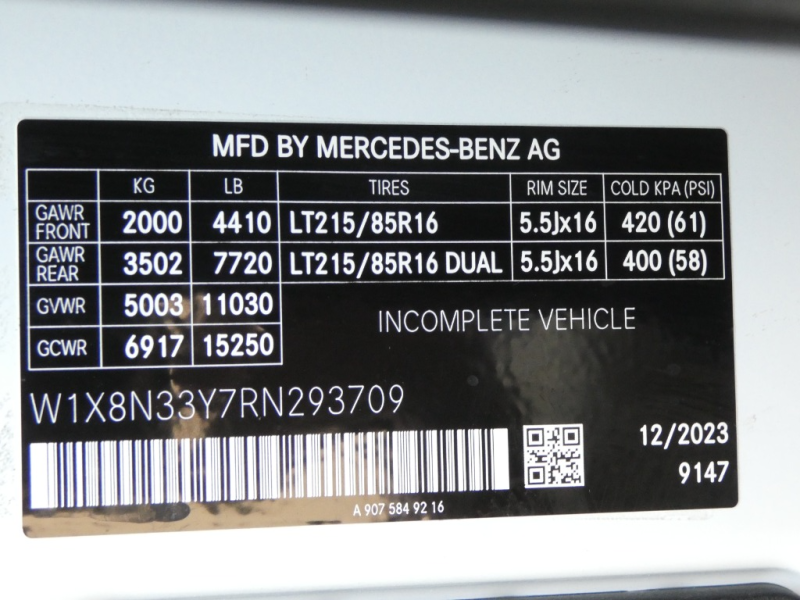 MFD BY MERCEDES-BENZ AG
KG LB TIRES RIM SIZE COLD KPA (PSI)
GAWR FRONT 2000 4410 LT215/85R16 5.5Jx16 420 (61)
GAWR REAR 3502 7720 LT215/85R16 DUAL 5.5Jx16 400 (58)
GVWR 5003 11030
INCOMPLETE VEHICLE
GCWR 6917 15250
W1X8N33Y7RN293709
12/2023
9147
A 907 584 92 16